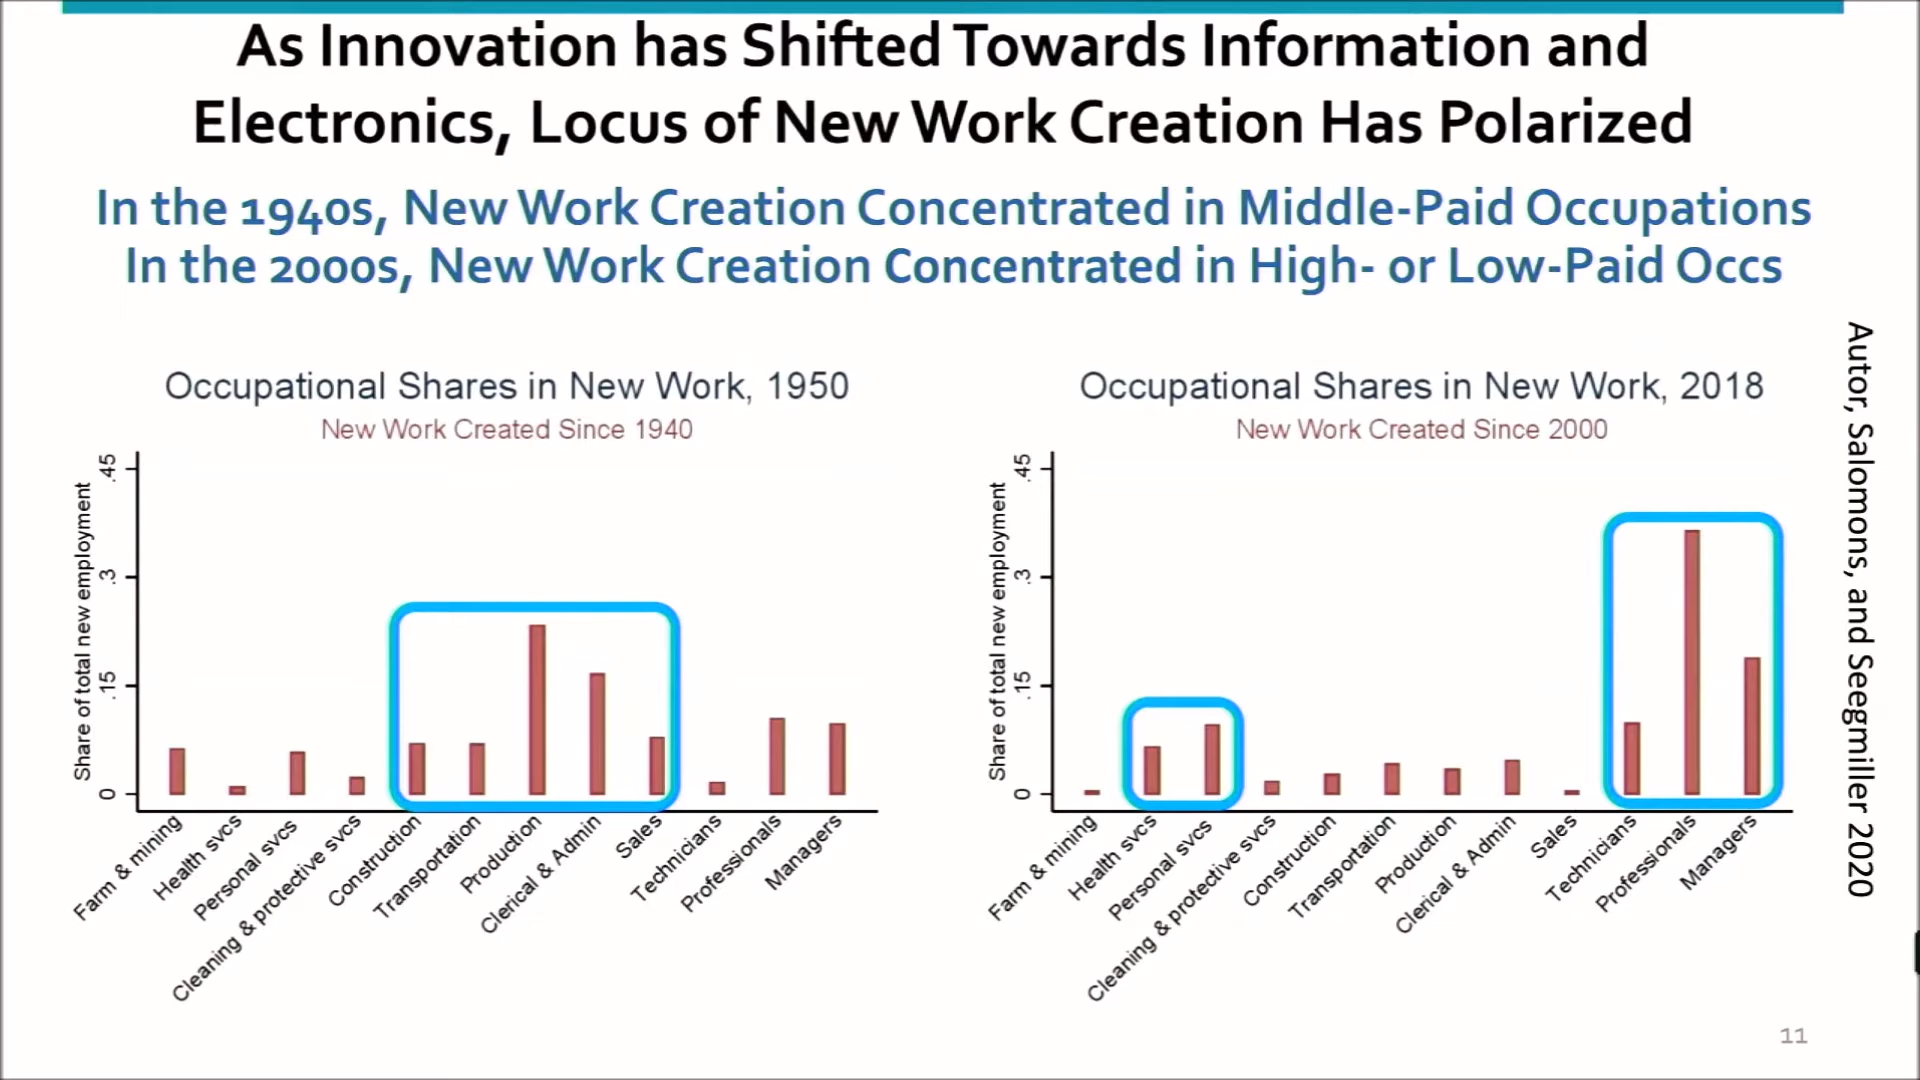 As Innovation has Shifted Towards Information and
Electronics, Locus of New Work Creation Has Polarized
In the 1940s, New Work Creation Concentrated in Middle-Paid Occupations
In the 2000s, New Work Creation Concentrated in High- or Low-Paid Occs
Occupational Shares in New Work, 1950
New Work Created Since 1940
Share of total new employment
.45
.3
.15
0
Farm & mining
Health svcs
Personal svcs
Cleaning & protective svcs
Construction
Transportation
Production
Clerical & Admin
Sales
Technicians
Professionals
Managers
Occupational Shares in New Work, 2018
New Work Created Since 2000
Share of total new employment
.45
.3
.15
0
Farm & mining
Health svcs
Personal svcs
Cleaning & protective svcs
Construction
Transportation
Production
Clerical & Admin
Sales
Technicians
Professionals
Managers
Autor, Salomons, and Seegmiller 2020
11